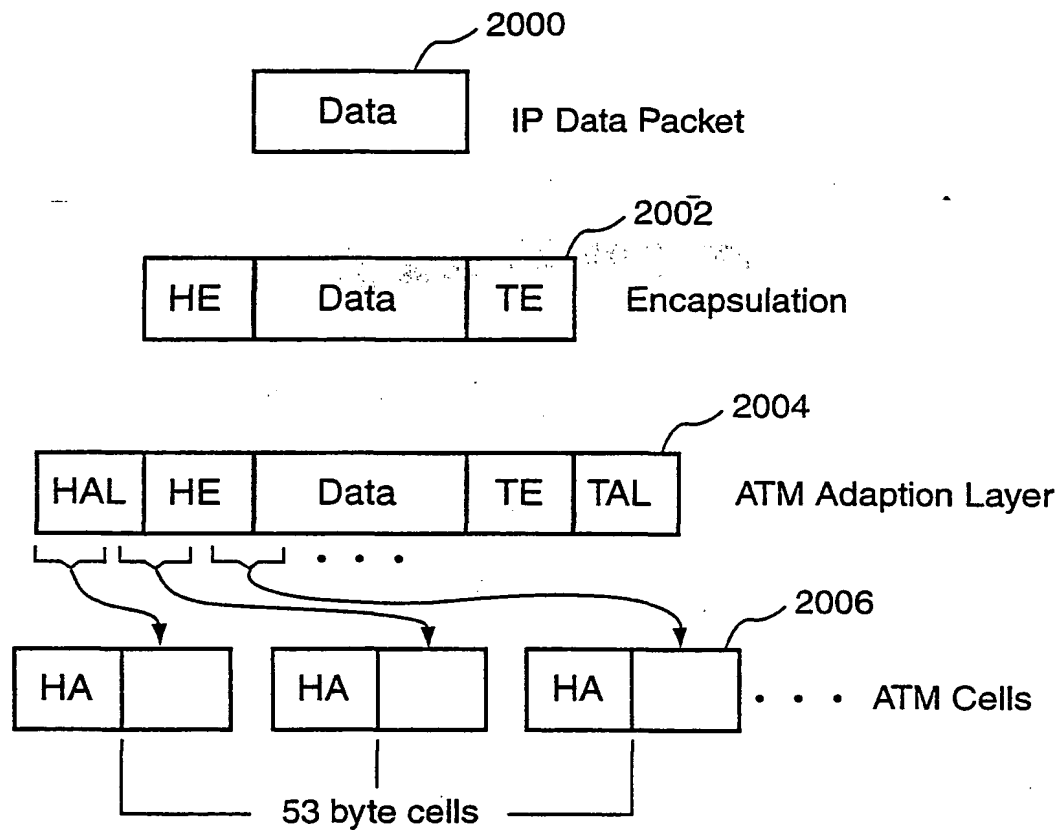 2000
Data
IP Data Packet
2002
HE Data TE
Encapsulation
2004
HAL HE Data TE TAL
ATM Adaption Layer
• • •
2006
HA HA HA
• • • ATM Cells
53 byte cells